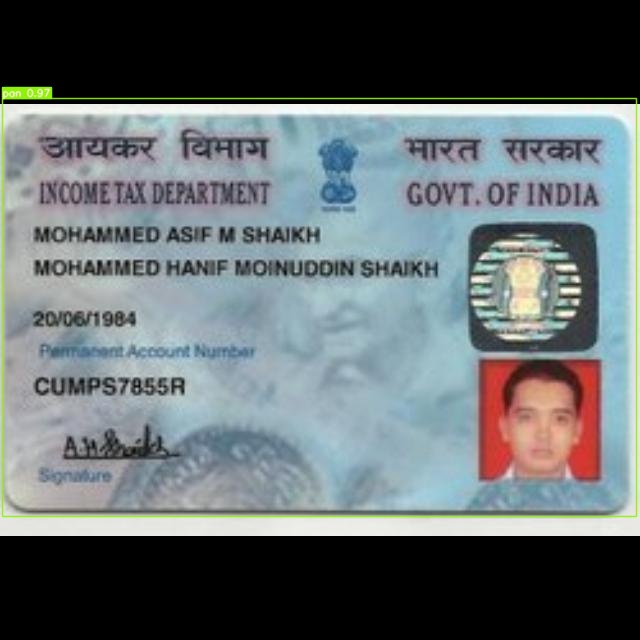 pan 0.97
आयकर विभाग
भारत सरकार
INCOME TAX DEPARTMENT
GOVT. OF INDIA
MOHAMMED ASIF M SHAIKH
MOHAMMED HANIF MOINUDDIN SHAIKH
20/06/1984
Permanent Account Number
CUMPS7855R
A.M.Shaikh
Signature